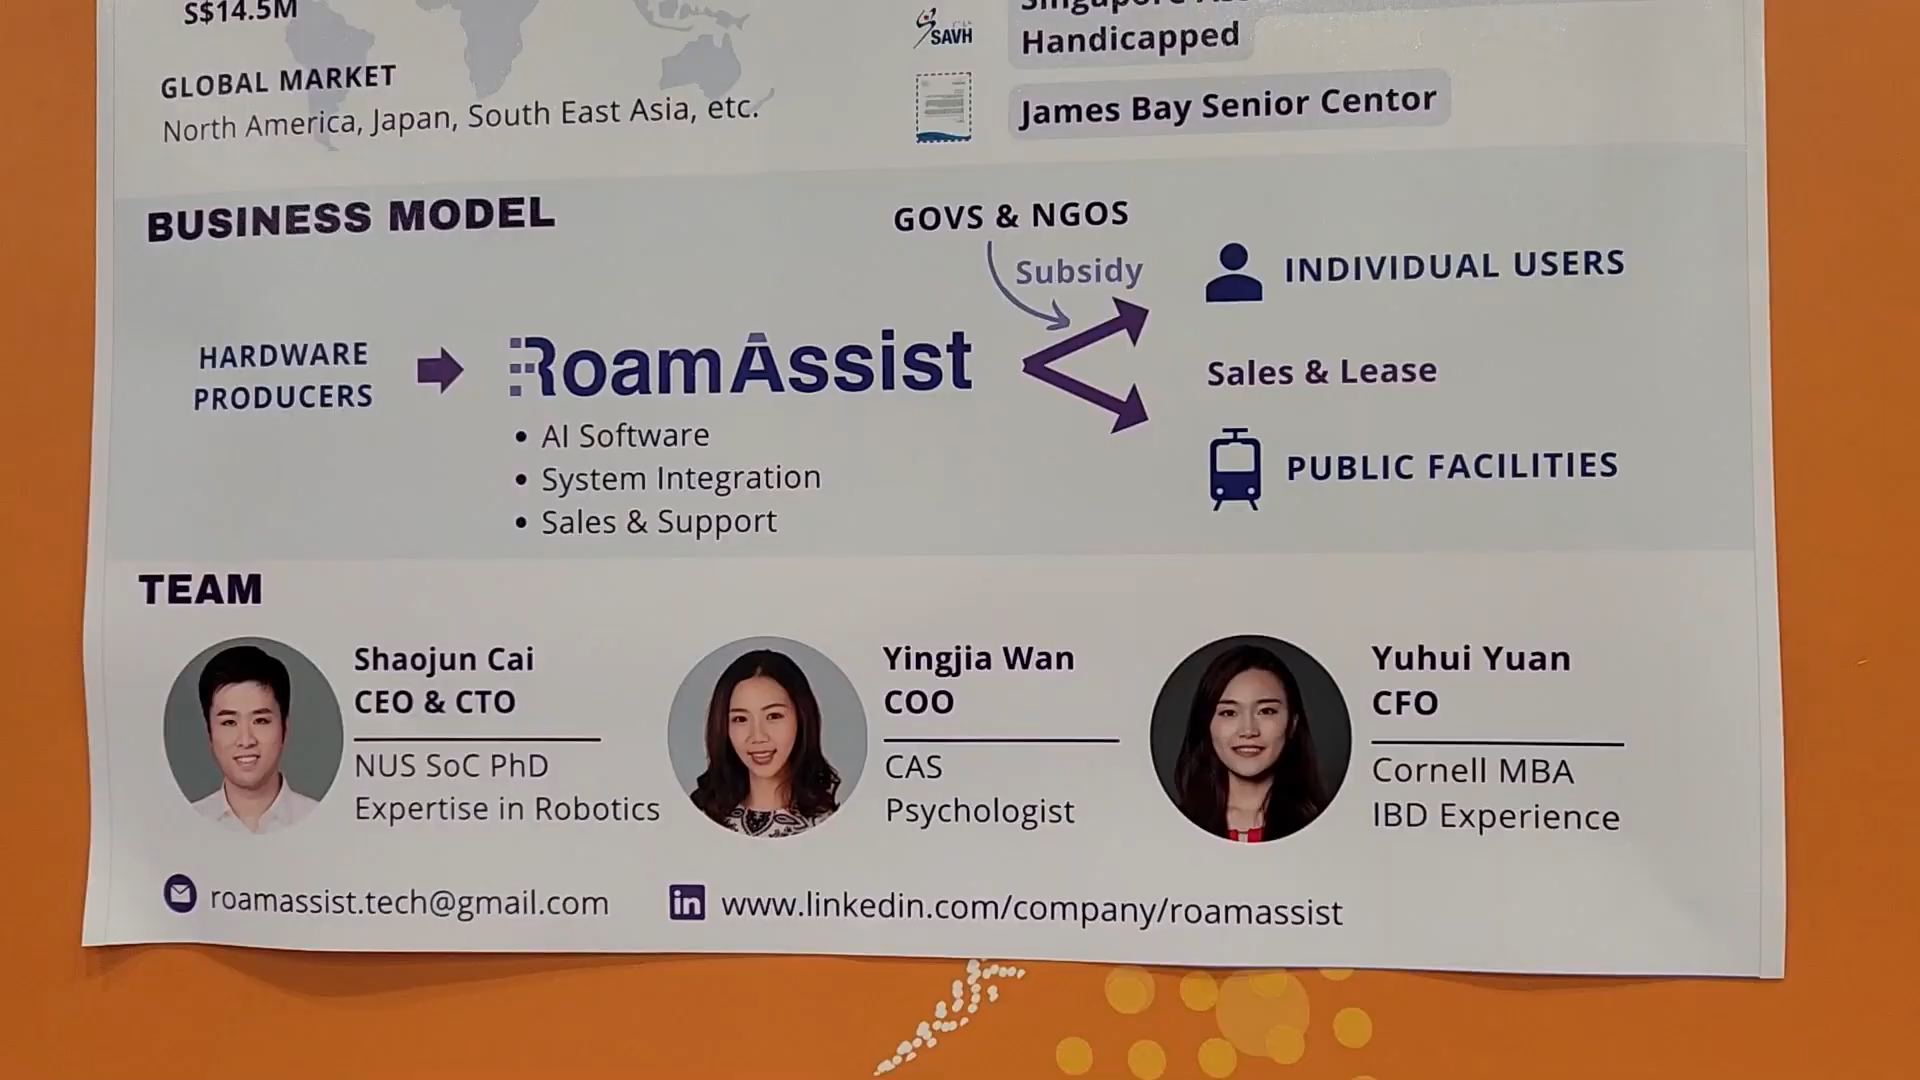 S$14.5M
GLOBAL MARKET
North America, Japan, South East Asia, etc.
SAVH
Singapore
Handicapped
James Bay Senior Centor
BUSINESS MODEL
GOVS & NGOS
Subsidy
HARDWARE
PRODUCERS
RoamAssist
AI Software
System Integration
Sales & Support
INDIVIDUAL USERS
Sales & Lease
PUBLIC FACILITIES
TEAM
Shaojun Cai
CEO & CTO
NUS SoC PhD
Expertise in Robotics
Yingjia Wan
COO
CAS
Psychologist
Yuhui Yuan
CFO
Cornell MBA
IBD Experience
roamassist.tech@gmail.com
in www.linkedin.com/company/roamassist